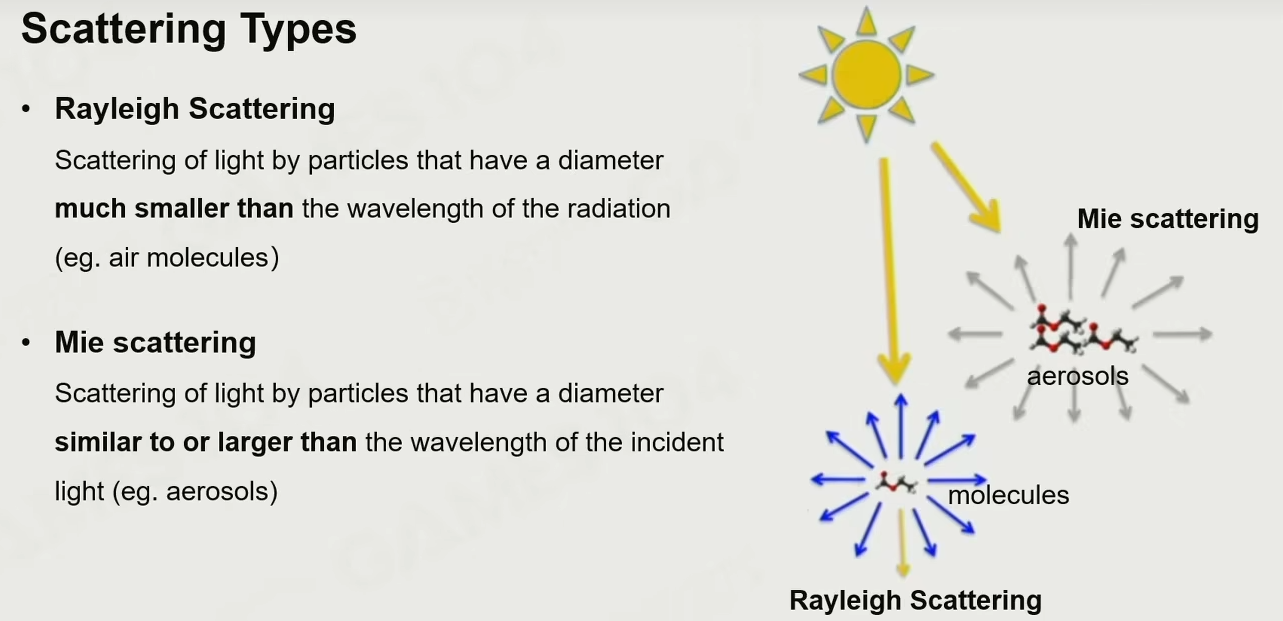 Scattering Types
• Rayleigh Scattering
Scattering of light by particles that have a diameter
much smaller than the wavelength of the radiation
(eg. air molecules)
• Mie scattering
Scattering of light by particles that have a diameter
similar to or larger than the wavelength of the incident
light (eg. aerosols)
Mie scattering
aerosols
molecules
Rayleigh Scattering